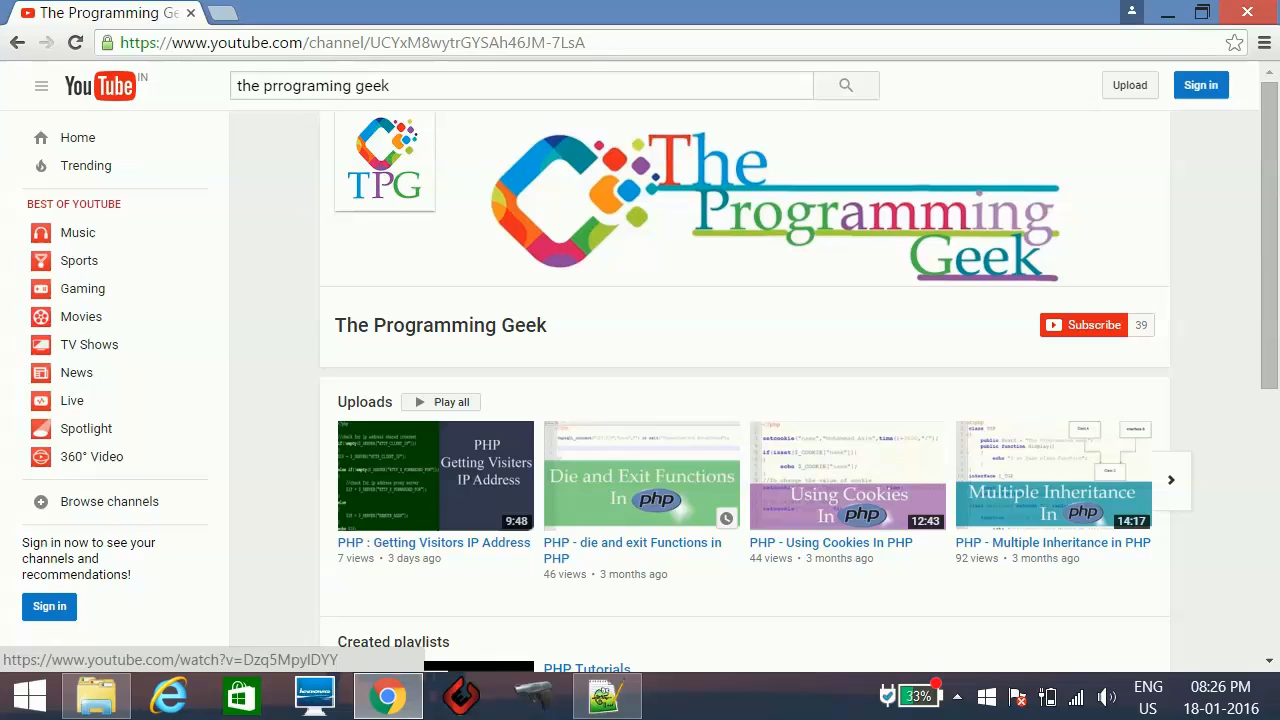 The Programming Ge
https://www.youtube.com/channel/UCYxM8wytrGYSAh46JM-7LsA
YouTube IN
the prrograming geek
Upload
Sign in
Home
Trending
BEST OF YOUTUBE
Music
Sports
Gaming
Movies
TV Shows
News
Live
Spotlight
360° Video
Browse channels
Sign in now to see your
channels and
recommendations!
Sign in
TPG
The
Programming
Geek
The Programming Geek
Subscribe 39
Uploads
Play all
PHP
Getting Visitors
IP Address
9:48
PHP : Getting Visitors IP Address
7 views • 3 days ago
Die and Exit Functions
In php
PHP - die and exit Functions in
PHP
46 views • 3 months ago
Using Cookies
In php
12:43
PHP - Using Cookies In PHP
44 views • 3 months ago
Multiple Inheritance
In php
14:17
PHP - Multiple Inheritance in PHP
92 views • 3 months ago
Created playlists
PHP Tutorials
https://www.youtube.com/watch?v=Dzq5MpyIDYY
lenovo
33%
ENG
US
08:26 PM
18-01-2016